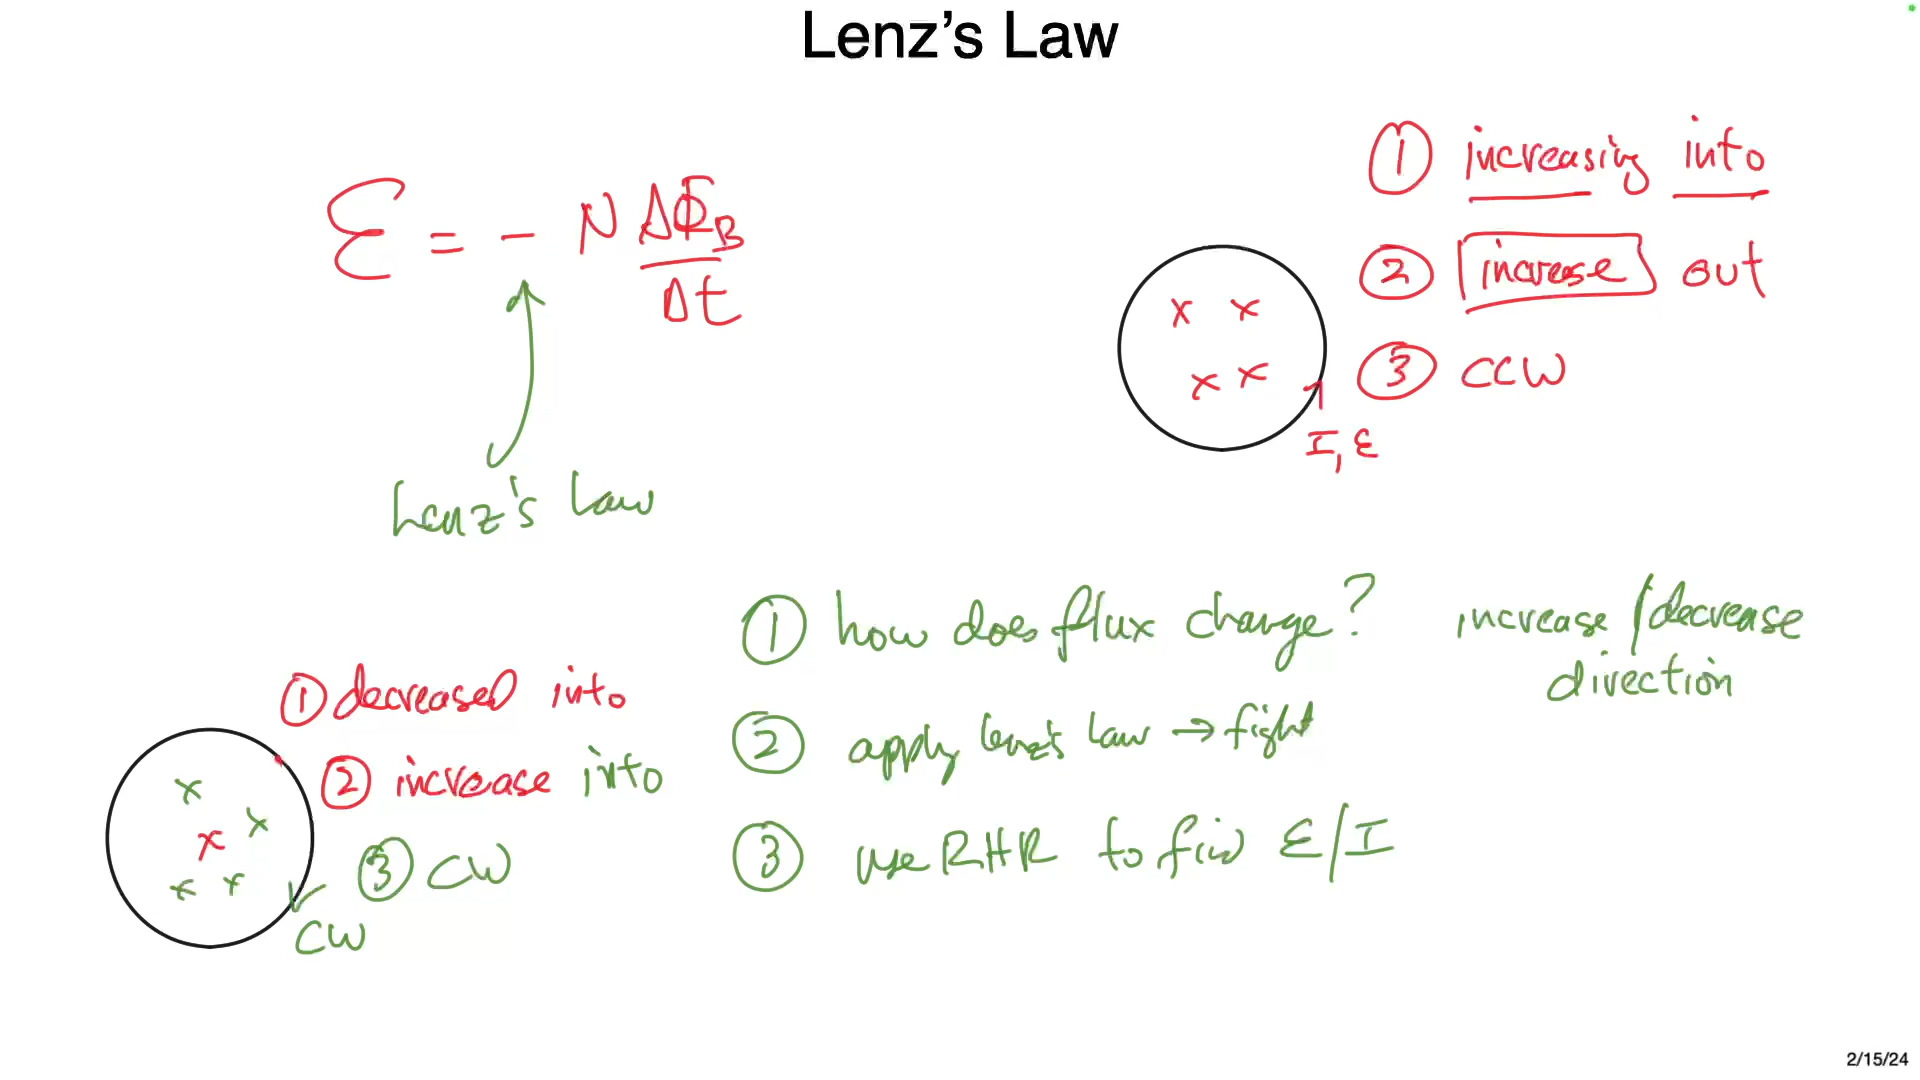 Lenz's Law
ℰ = - N ΔΦB / Δt
Lenz's Law
① increasing into
② increase out
③ CCW
x x
x x
I, ℰ
① how does flux change? increase / decrease
direction
② apply Lenz's Law → fight
③ use RHR to find ℰ/I
① decreased into
② increase into
③ CW
x
x
x
x x
CW
2/15/24